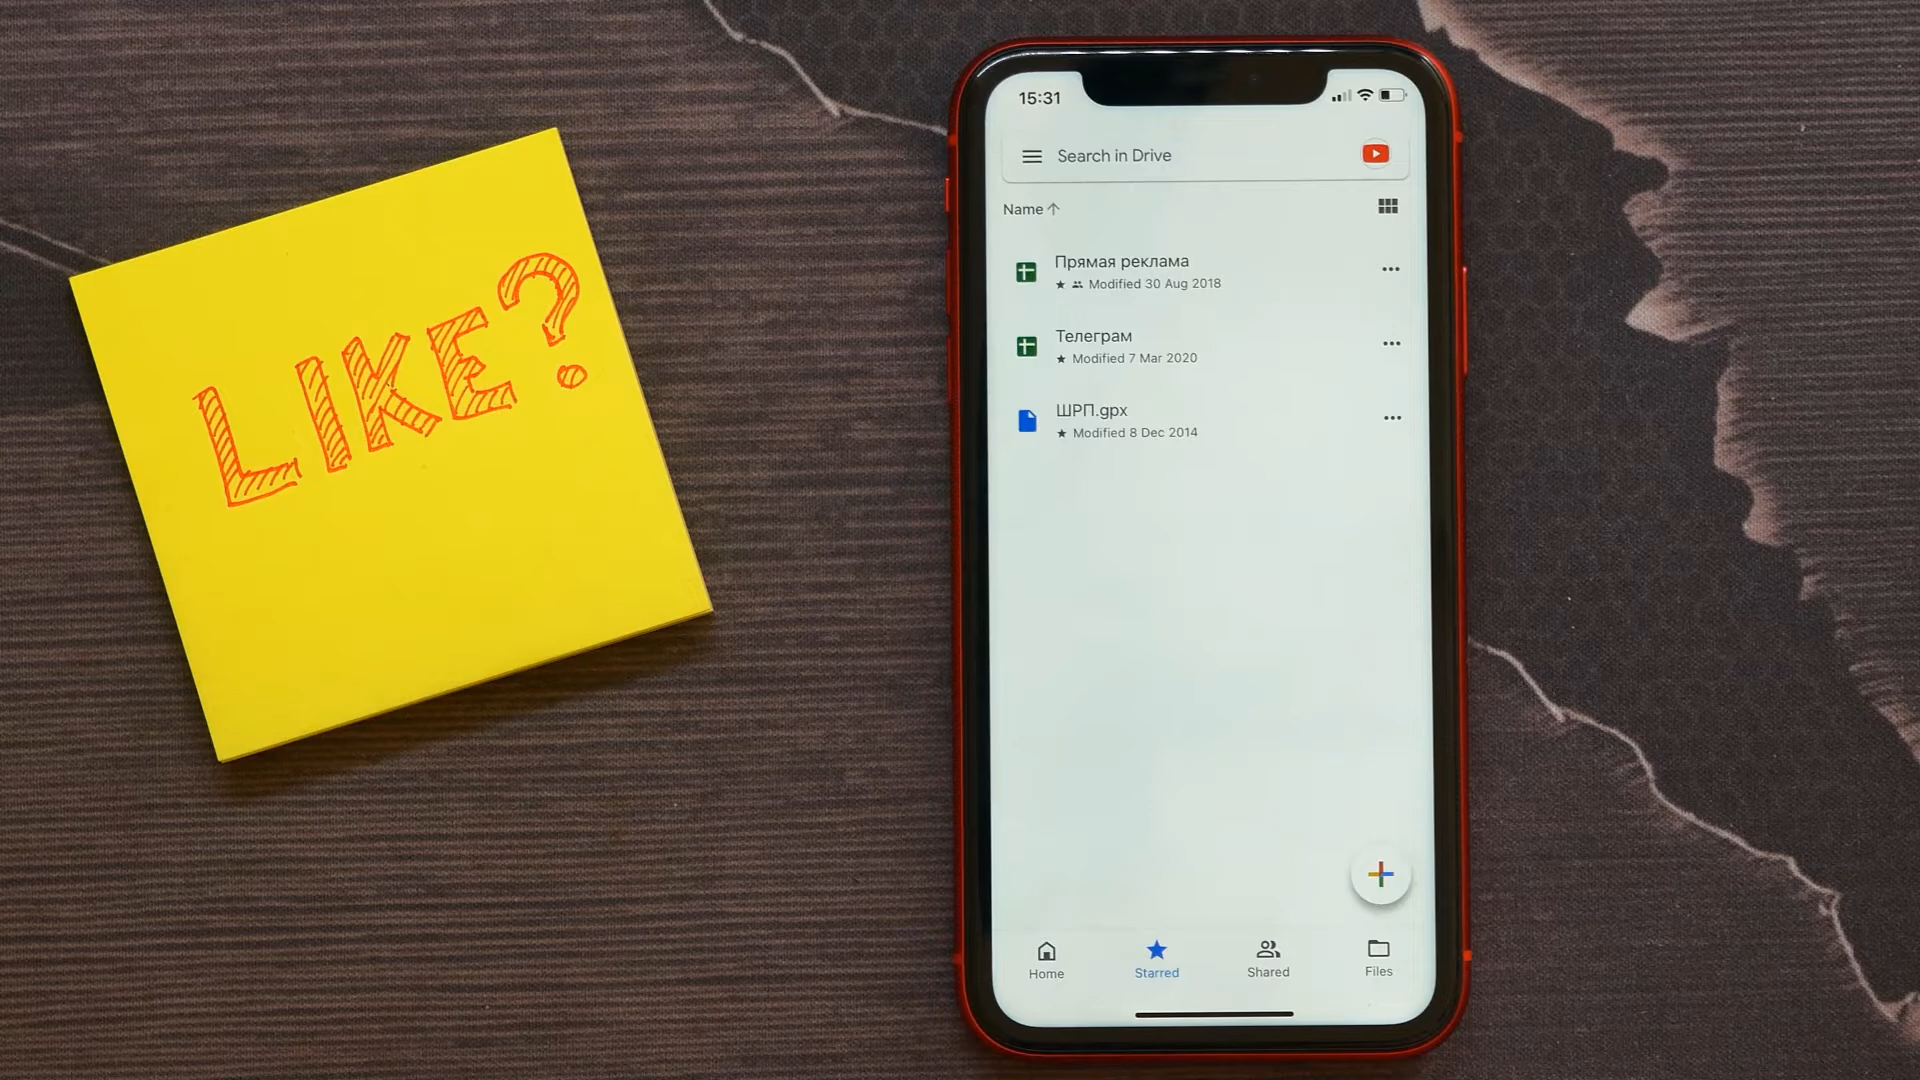 LIKE?
15:31
Search in Drive
Name
Прямая реклама
Modified 30 Aug 2018
Телеграм
Modified 7 Mar 2020
ШРП.gpx
Modified 8 Dec 2014
Home
Starred
Shared
Files